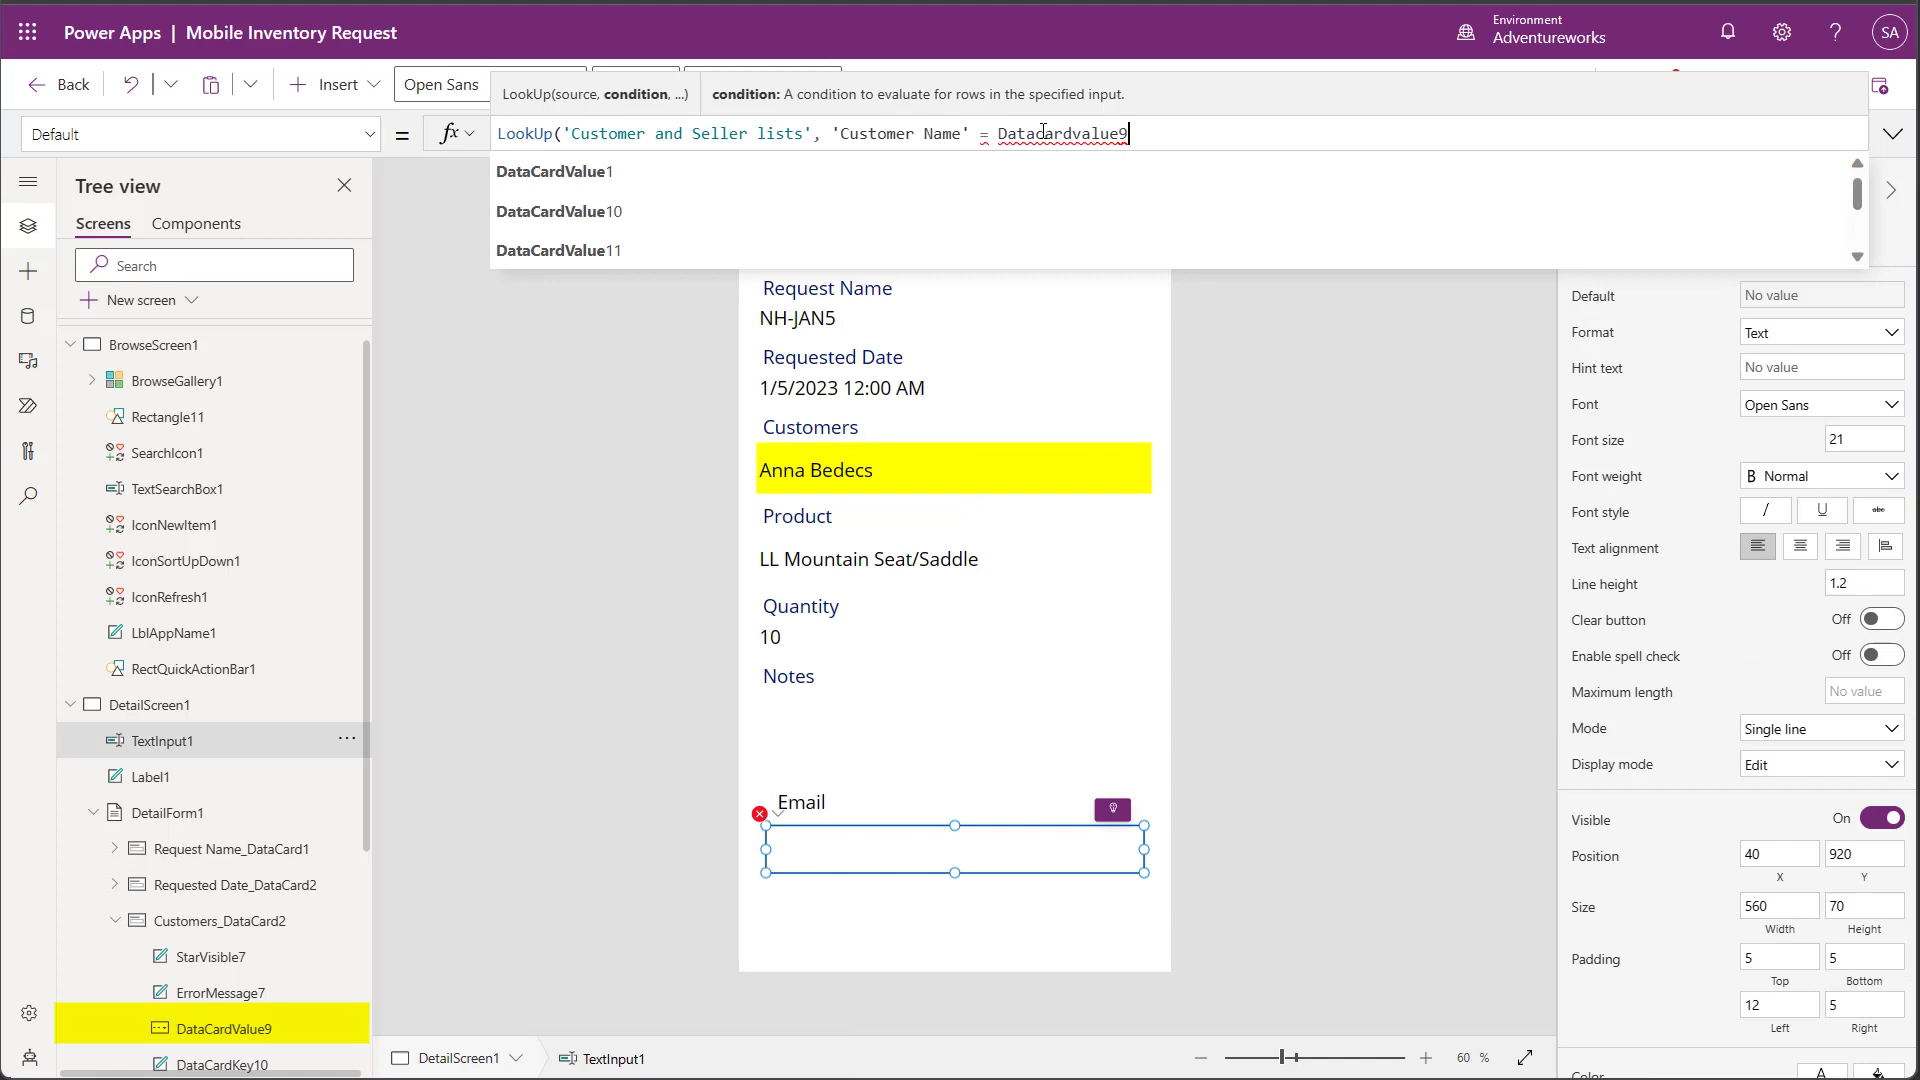 Power Apps | Mobile Inventory Request
Environment
Adventureworks
SA
Back
Insert
Open Sans
LookUp(source, condition, ...)
condition: A condition to evaluate for rows in the specified input.
Default
=
fx
LookUp('Customer and Seller lists', 'Customer Name' = Datacardvalue9
DataCardValue1
DataCardValue10
DataCardValue11
Tree view
Screens
Components
Search
New screen
BrowseScreen1
BrowseGallery1
Rectangle11
SearchIcon1
TextSearchBox1
IconNewItem1
IconSortUpDown1
IconRefresh1
LblAppName1
RectQuickActionBar1
DetailScreen1
TextInput1
...
Label1
DetailForm1
Request Name_DataCard1
Requested Date_DataCard2
Customers_DataCard2
StarVisible7
ErrorMessage7
DataCardValue9
DataCardKey10
Request Name
NH-JAN5
Requested Date
1/5/2023 12:00 AM
Customers
Anna Bedecs
Product
LL Mountain Seat/Saddle
Quantity
10
Notes
Email
DetailScreen1
TextInput1
60 %
Default
No value
Format
Text
Hint text
No value
Font
Open Sans
Font size
21
Font weight
B Normal
Font style
/ U abc
Text alignment
Line height
1.2
Clear button
Off
Enable spell check
Off
Maximum length
No value
Mode
Single line
Display mode
Edit
Visible
On
Position
40 920
X Y
Size
560 70
Width Height
Padding
5 5
Top Bottom
12 5
Left Right
Color
A